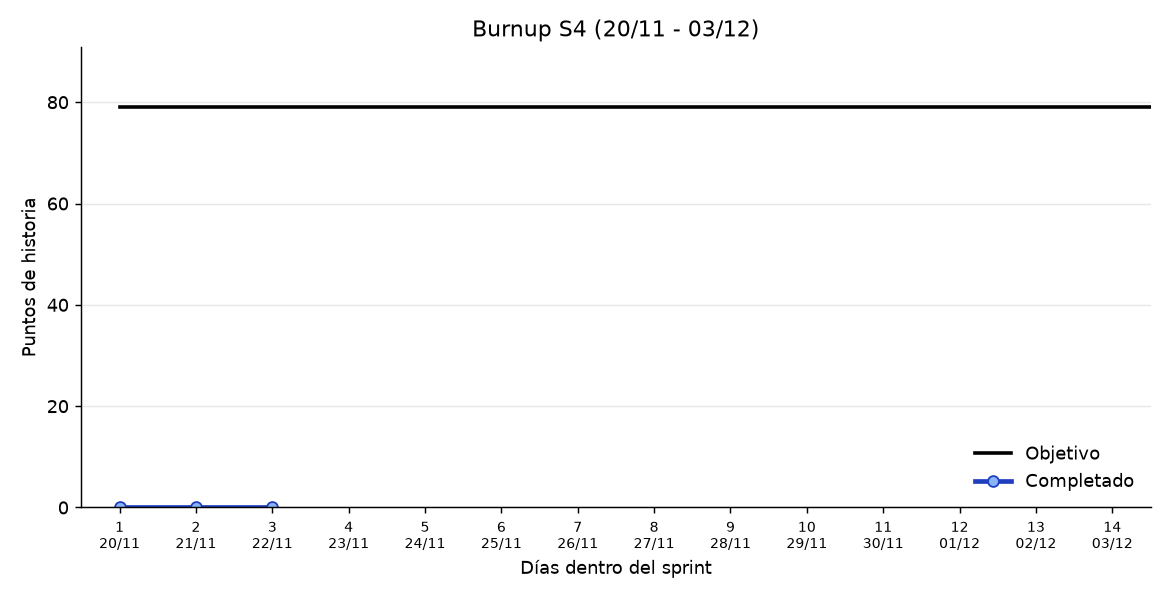 Burnup S4 (20/11 - 03/12)
Puntos de historia
80
60
40
20
0
1 2 3 4 5 6 7 8 9 10 11 12 13 14
20/11 21/11 22/11 23/11 24/11 25/11 26/11 27/11 28/11 29/11 30/11 01/12 02/12 03/12
Días dentro del sprint
Objetivo
Completado